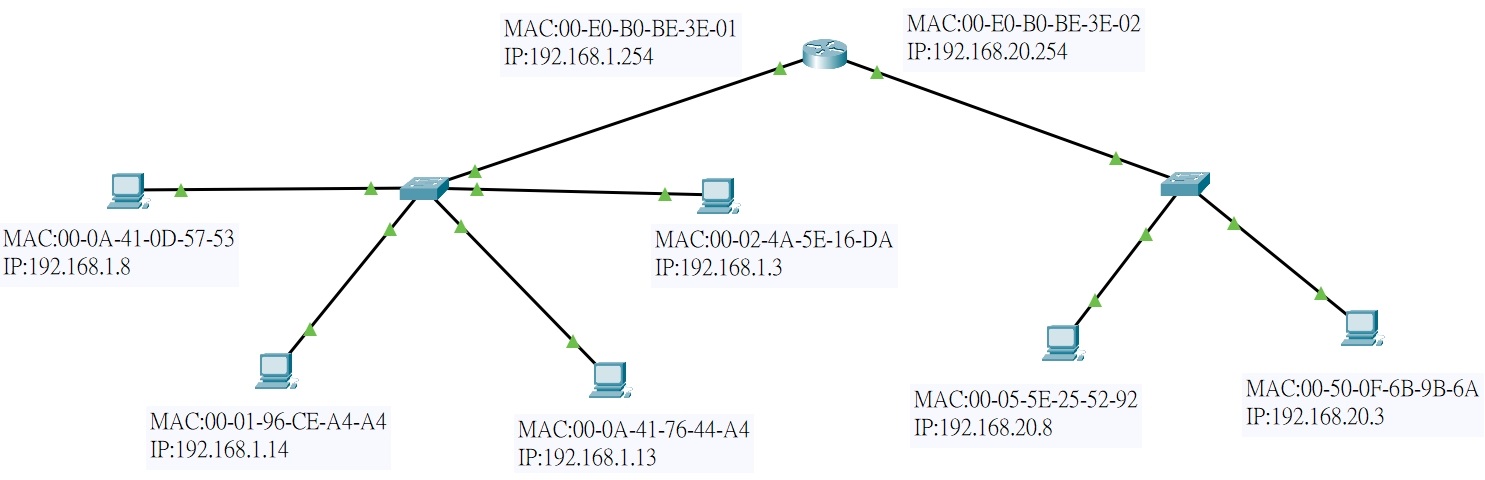 MAC:00-E0-B0-BE-3E-01
IP:192.168.1.254
MAC:00-E0-B0-BE-3E-02
IP:192.168.20.254
MAC:00-0A-41-0D-57-53
IP:192.168.1.8
MAC:00-02-4A-5E-16-DA
IP:192.168.1.3
MAC:00-01-96-CE-A4-A4
IP:192.168.1.14
MAC:00-0A-41-76-44-A4
IP:192.168.1.13
MAC:00-05-5E-25-52-92
IP:192.168.20.8
MAC:00-50-0F-6B-9B-6A
IP:192.168.20.3